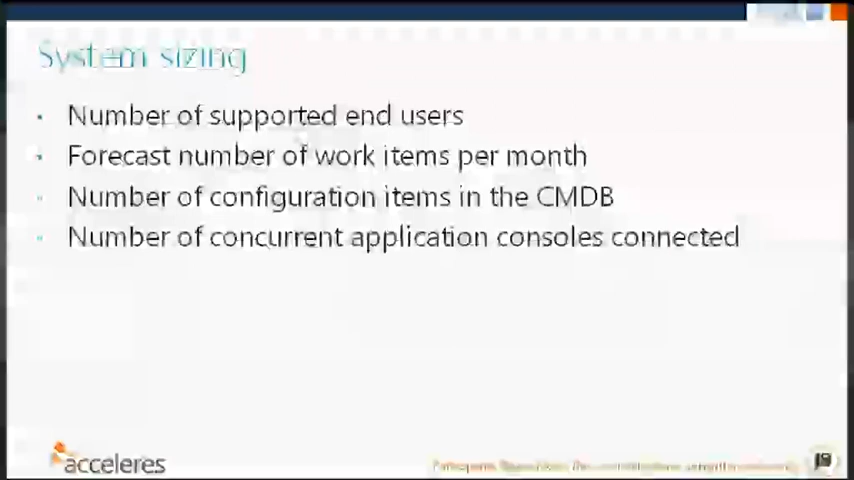 System sizing
Number of supported end users
Forecast number of work items per month
Number of configuration items in the CMDB
Number of concurrent application consoles connected
acceleres
19